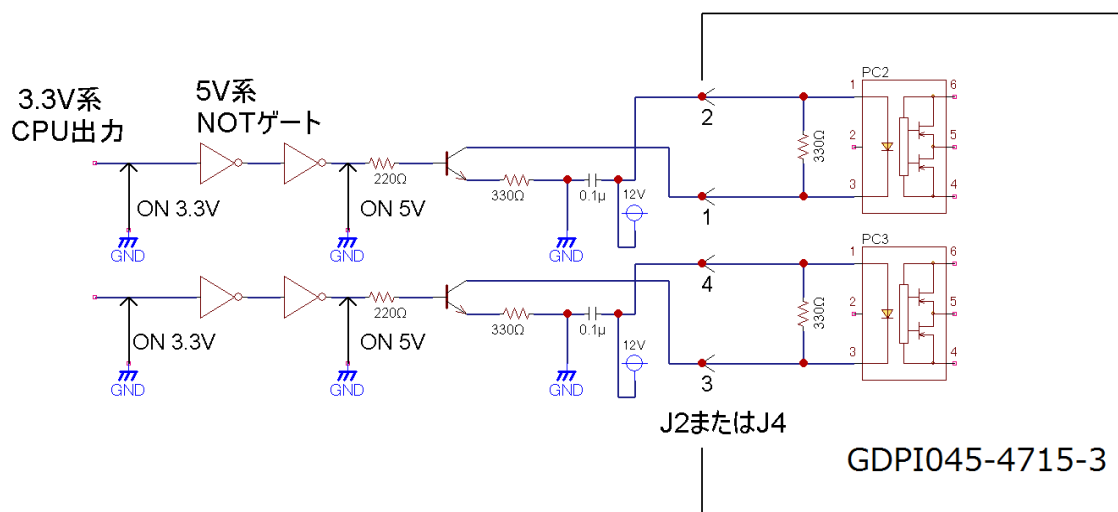 3.3V系
CPU出力
5V系
NOTゲート
220Ω
330Ω
0.1μ
12V
ON 3.3V
ON 5V
GND
GND
GND
2
1
330Ω
PC2
1
2
3
6
5
4
220Ω
330Ω
0.1μ
12V
ON 3.3V
ON 5V
GND
GND
GND
4
3
330Ω
PC3
1
2
3
6
5
4
J2またはJ4
GDPI045-4715-3